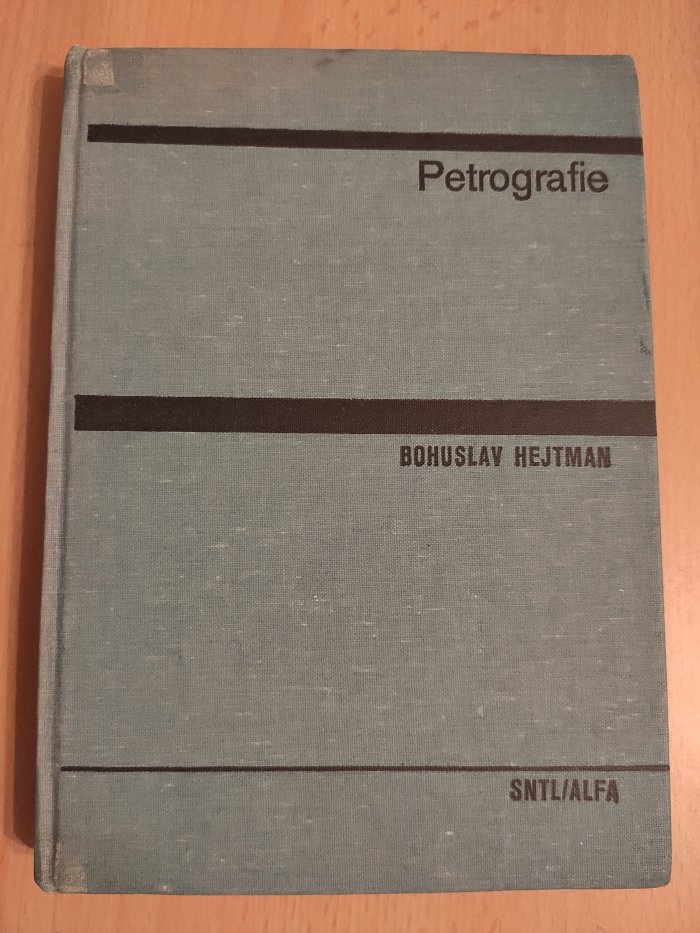 Petrografie
BOHUSLAV HEJTMAN
SNTL/ALFA